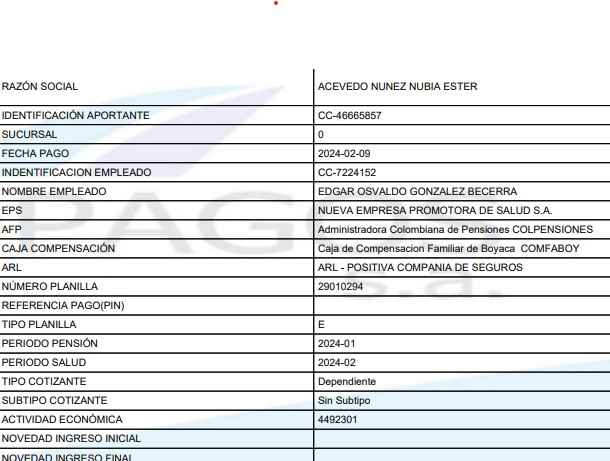 RAZÓN SOCIAL ACEVEDO NUNEZ NUBIA ESTER
IDENTIFICACIÓN APORTANTE CC-46665857
SUCURSAL 0
FECHA PAGO 2024-02-09
INDENTIFICACION EMPLEADO CC-7224152
NOMBRE EMPLEADO EDGAR OSVALDO GONZALEZ BECERRA
EPS NUEVA EMPRESA PROMOTORA DE SALUD S.A.
AFP Administradora Colombiana de Pensiones COLPENSIONES
CAJA COMPENSACIÓN Caja de Compensacion Familiar de Boyaca COMFABOY
ARL ARL - POSITIVA COMPANIA DE SEGUROS
NÚMERO PLANILLA 29010294
REFERENCIA PAGO(PIN)
TIPO PLANILLA E
PERIODO PENSIÓN 2024-01
PERIODO SALUD 2024-02
TIPO COTIZANTE Dependiente
SUBTIPO COTIZANTE Sin Subtipo
ACTIVIDAD ECONÓMICA 4492301
NOVEDAD INGRESO INICIAL
NOVEDAD INGRESO FINAL
PAGOS
s.a.